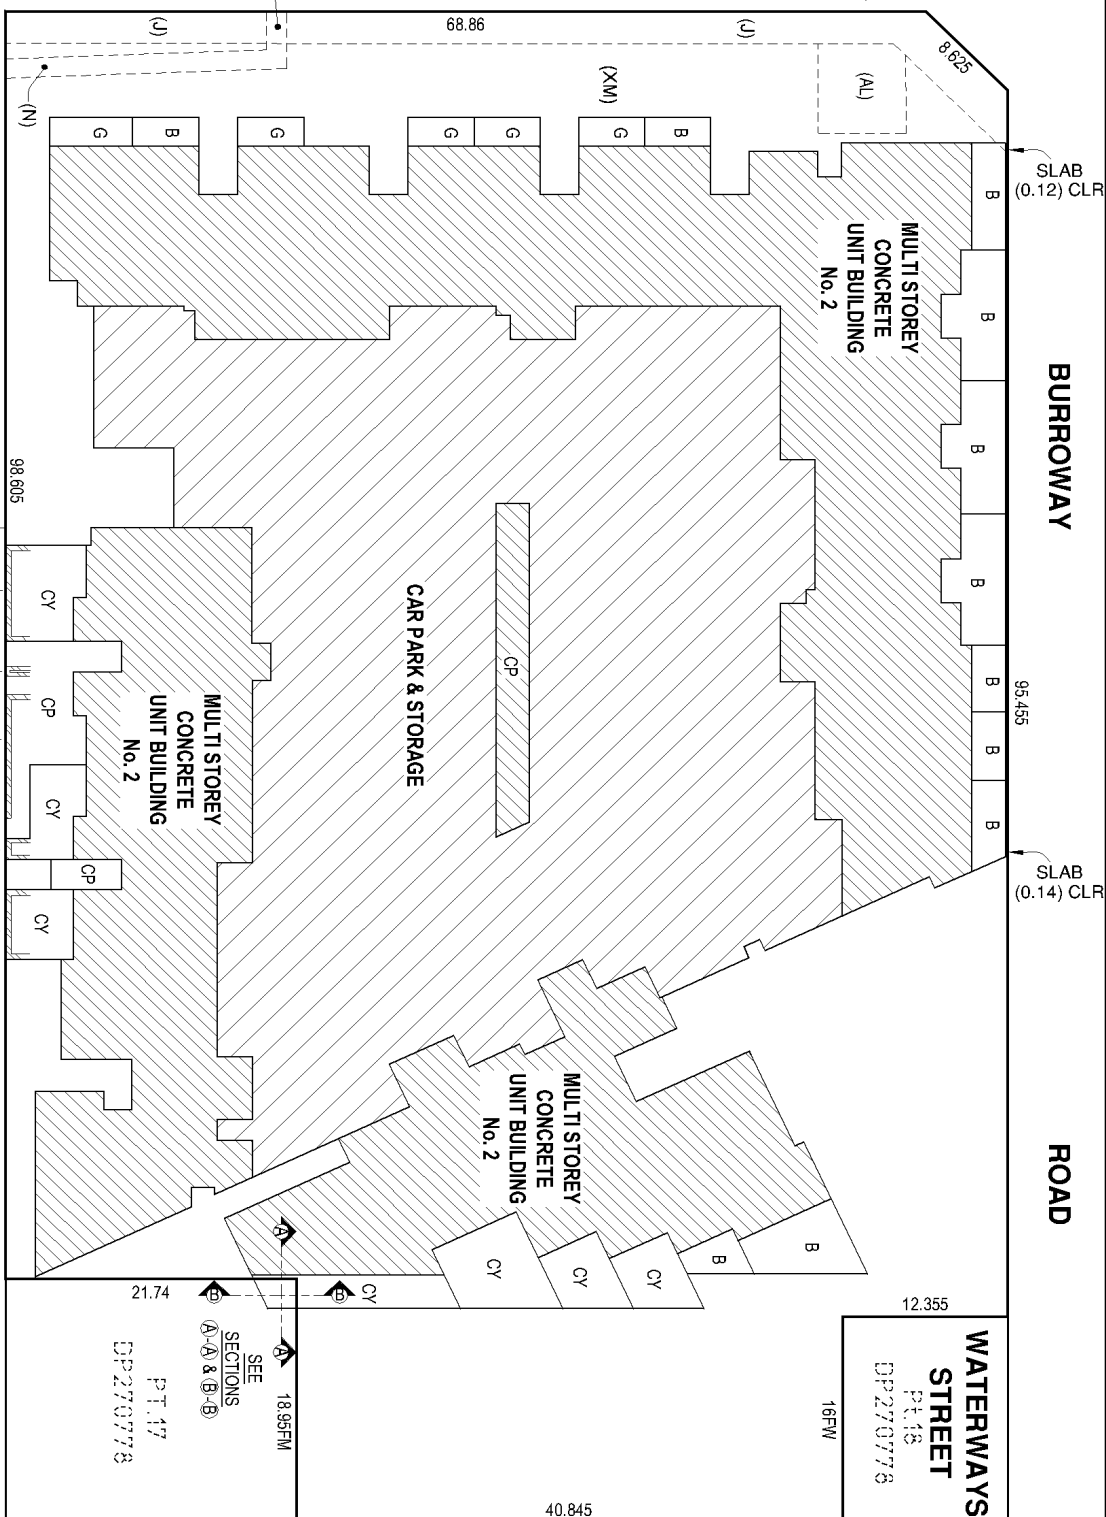 (J)
68.86
(J)
8.625
(N)
(XM)
(AL)
G
B
G
G
G
G
B
SLAB
(0.12) CLR
B
MULTI STOREY
CONCRETE
UNIT BUILDING
No. 2
B
B
B
B
B
B
BURROWAY
ROAD
95.455
SLAB
(0.14) CLR
98.605
CAR PARK & STORAGE
CP
CY
CP
CY
CP
CY
MULTI STOREY
CONCRETE
UNIT BUILDING
No. 2
MULTI STOREY
CONCRETE
UNIT BUILDING
No. 2
A
B
B
A
CY
CY
CY
CY
B
B
21.74
SEE
SECTIONS
A-A & B-B
18.95FM
PT.17
DP270778
12.355
WATERWAYS
STREET
Pt.18
DP270778
16FW
40.845